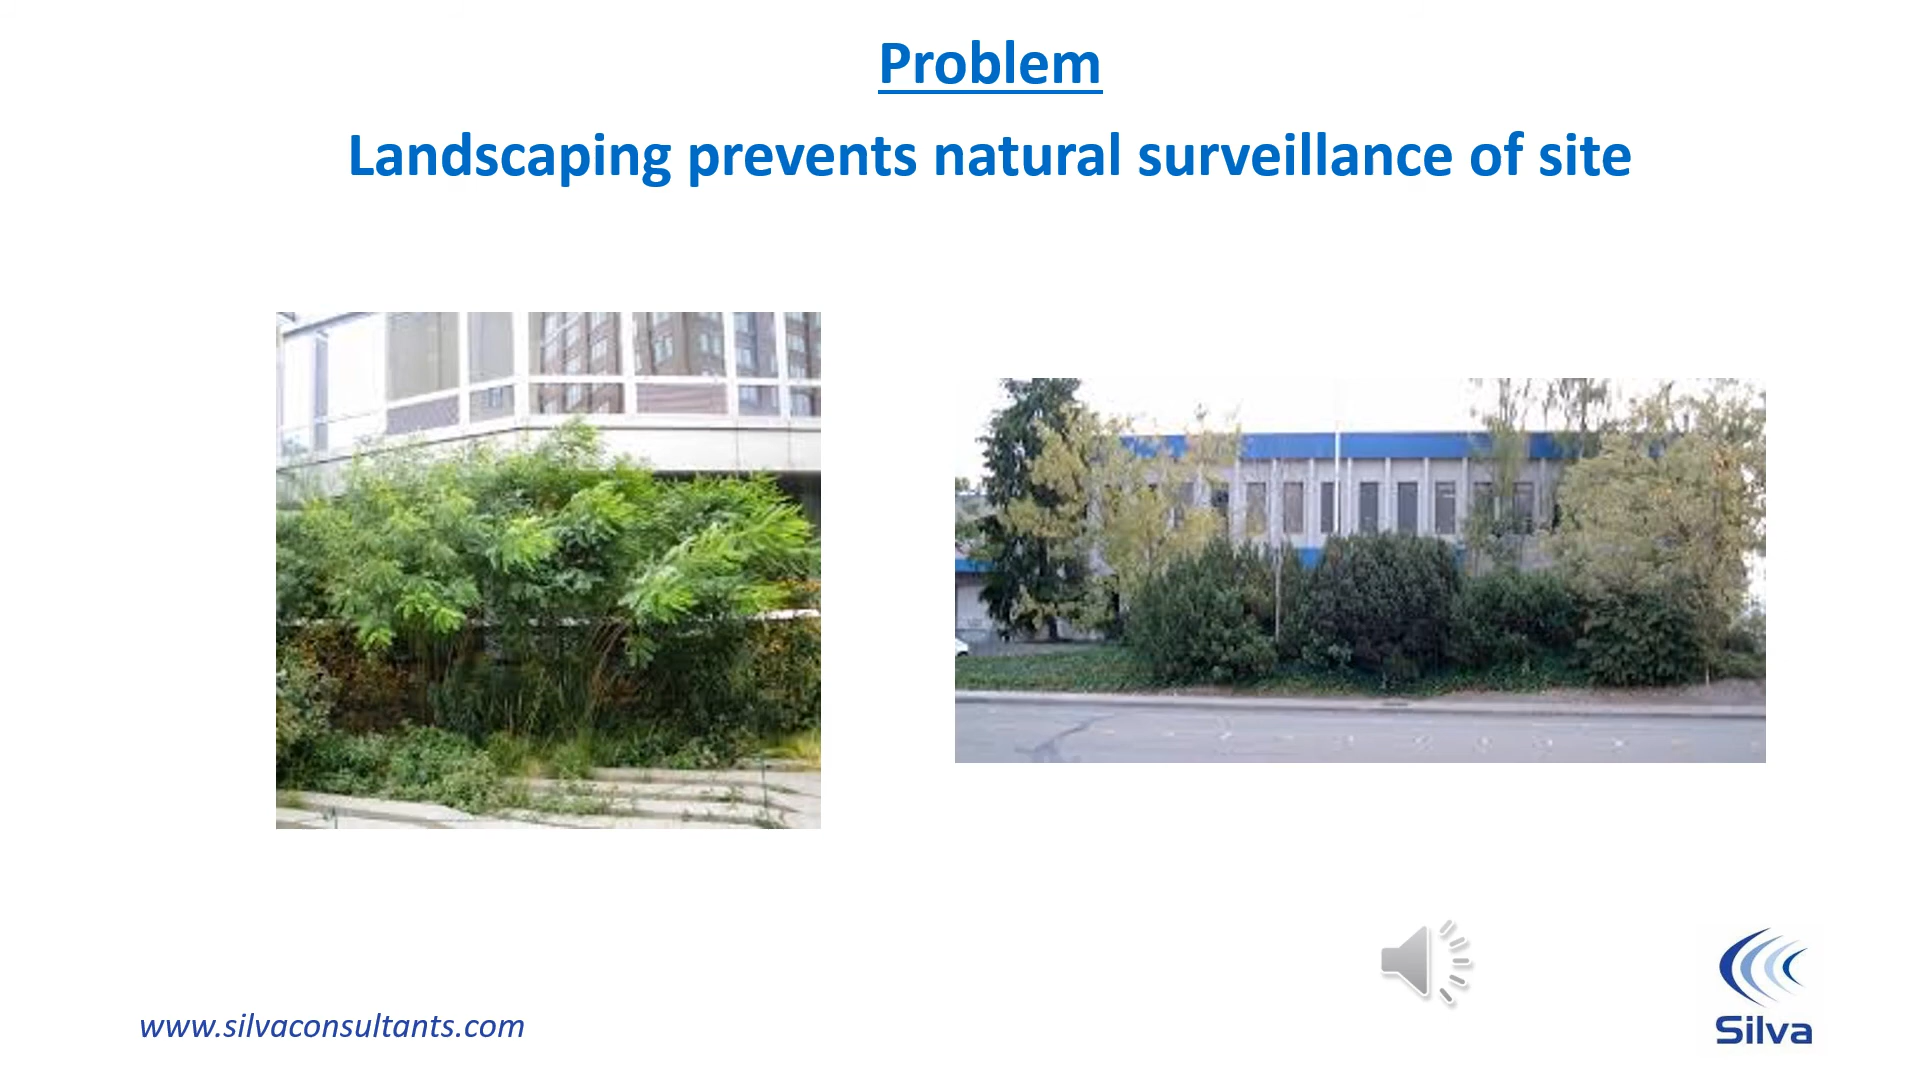 Problem
Landscaping prevents natural surveillance of site
www.silvaconsultants.com
Silva